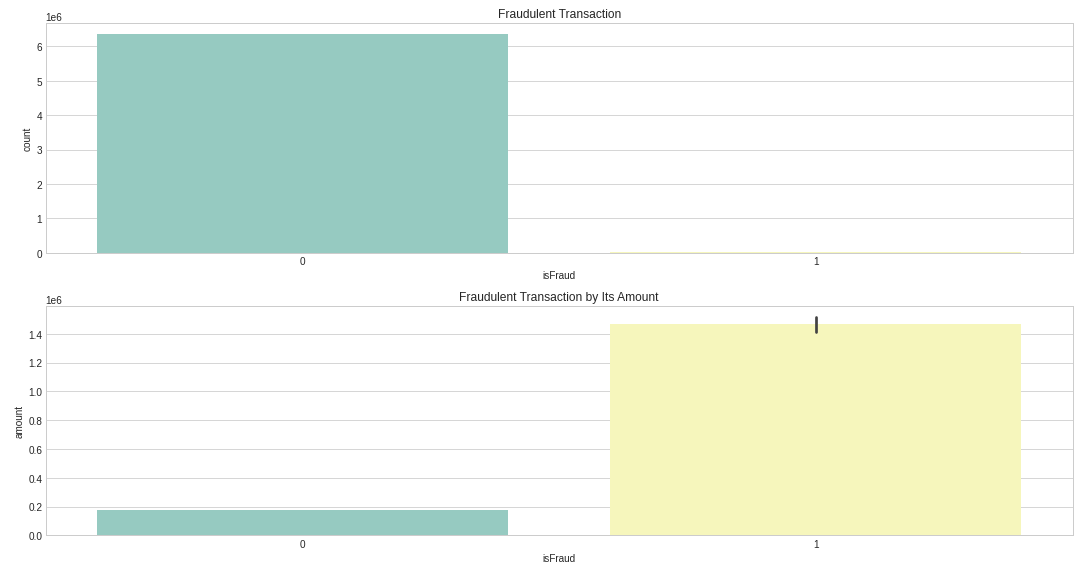 Fraudulent Transaction
1e6
6
5
4
3
2
1
0
count
0 1
isFraud
Fraudulent Transaction by Its Amount
1e6
1.4
1.2
1.0
0.8
0.6
0.4
0.2
0.0
amount
0 1
isFraud